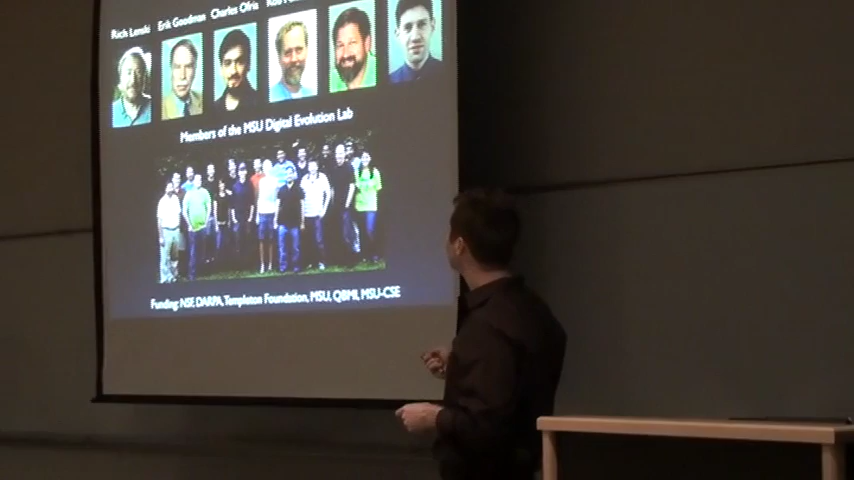 Rich Lenski Erik Goodman Charles Ofria
Members of the MSU Digital Evolution Lab
Funding: NSF, DARPA, Templeton Foundation, MSU, QBMI, MSU-CSE